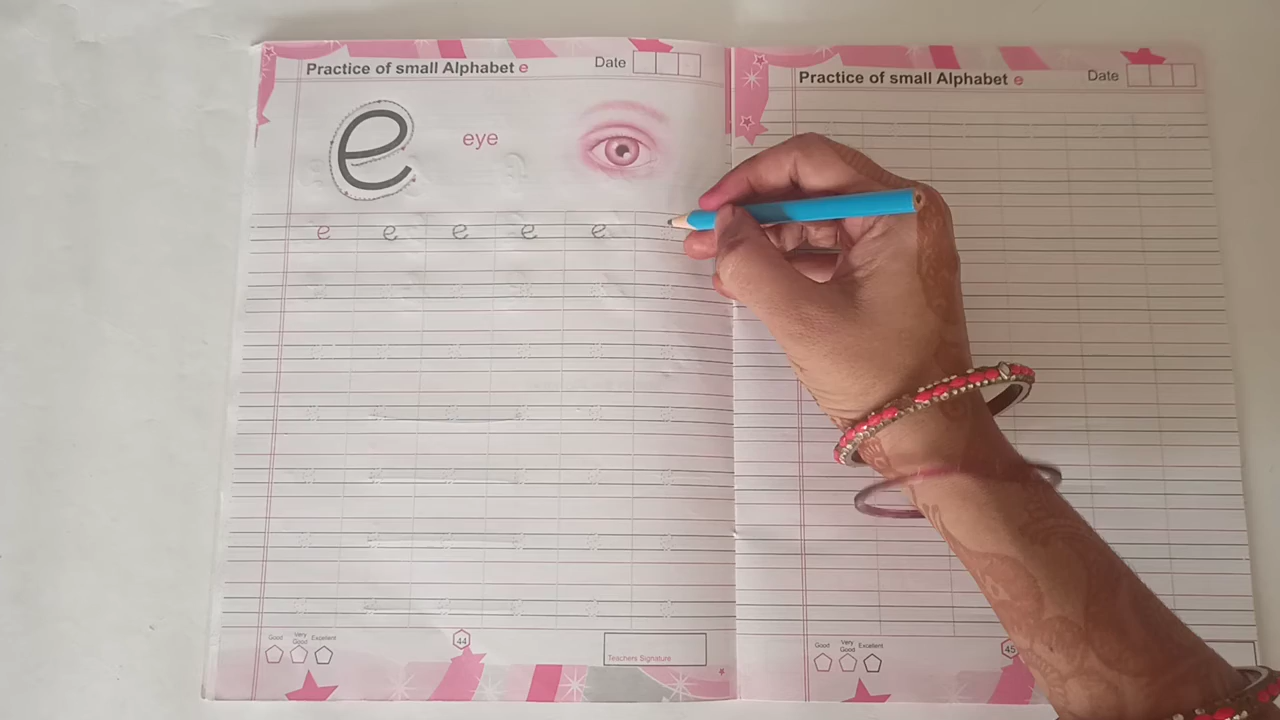 Practice of small Alphabet e
Date
e
eye
e e e e e
Good
Very Good
Excellent
44
Teachers Signature
Practice of small Alphabet e
Date
Good
Very Good
Excellent
45